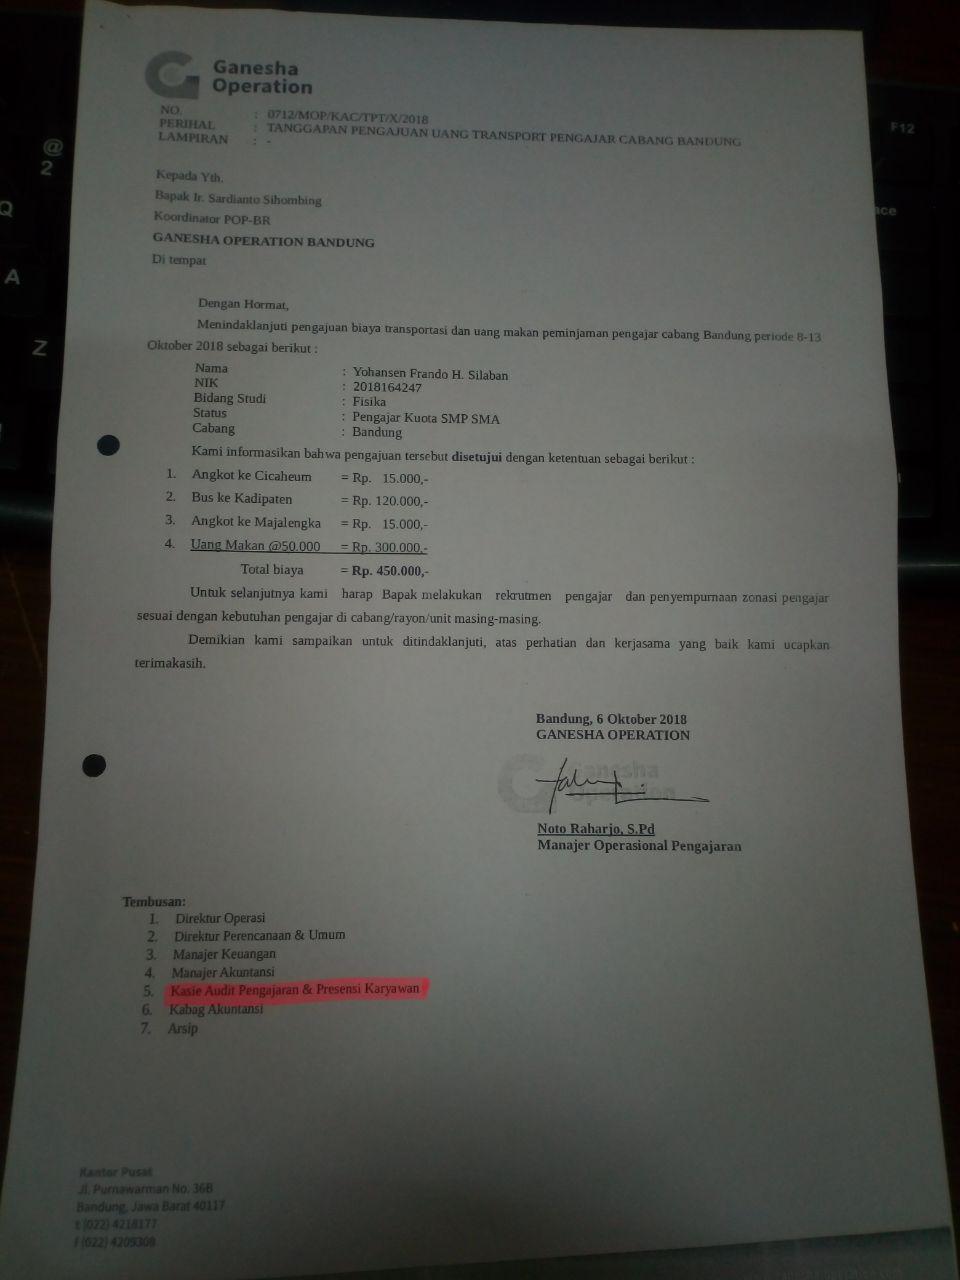 Ganesha
Operation
NO. : 0712/MOP/KAC/TPT/X/2018
PERIHAL : TANGGAPAN PENGAJUAN UANG TRANSPORT PENGAJAR CABANG BANDUNG
LAMPIRAN : -
Kepada Yth.
Bapak Ir. Sardianto Sihombing
Koordinator POP-BR
GANESHA OPERATION BANDUNG
Di tempat
Dengan Hormat,
Menindaklanjuti pengajuan biaya transportasi dan uang makan peminjaman pengajar cabang Bandung periode 8-13
Oktober 2018 sebagai berikut :
Nama : Yohansen Frando H. Silaban
NIK : 2018164247
Bidang Studi : Fisika
Status : Pengajar Kuota SMP SMA
Cabang : Bandung
Kami informasikan bahwa pengajuan tersebut disetujui dengan ketentuan sebagai berikut :
1. Angkot ke Cicaheum = Rp. 15.000,-
2. Bus ke Kadipaten = Rp. 120.000,-
3. Angkot ke Majalengka = Rp. 15.000,-
4. Uang Makan @50.000 = Rp. 300.000,-
Total biaya = Rp. 450.000,-
Untuk selanjutnya kami harap Bapak melakukan rekrutmen pengajar dan penyempurnaan zonasi pengajar
sesuai dengan kebutuhan pengajar di cabang/rayon/unit masing-masing.
Demikian kami sampaikan untuk ditindaklanjuti, atas perhatian dan kerjasama yang baik kami ucapkan
terimakasih.
Bandung, 6 Oktober 2018
GANESHA OPERATION
Ganesha
Operation
Noto Raharjo, S.Pd
Manajer Operasional Pengajaran
Tembusan:
1. Direktur Operasi
2. Direktur Perencanaan & Umum
3. Manajer Keuangan
4. Manajer Akuntansi
5. Kasie Audit Pengajaran & Presensi Karyawan
6. Kabag Akuntansi
7. Arsip
Kantor Pusat
Jl. Purnawarman No. 36B
Bandung, Jawa Barat 40117
t (022) 4218177
f (022) 4209308
@
2
Q
A
Z
F12